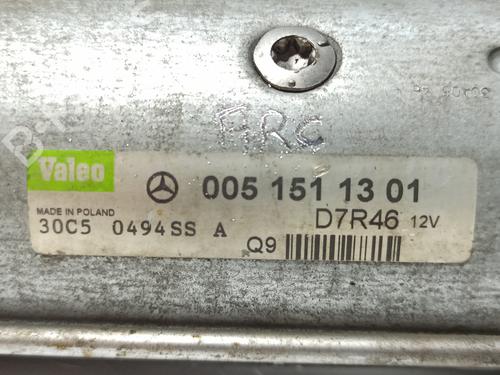 ARC
Valeo 005 151 13 01
MADE IN POLAND D7R46 12V
30C5 0494SS A Q9